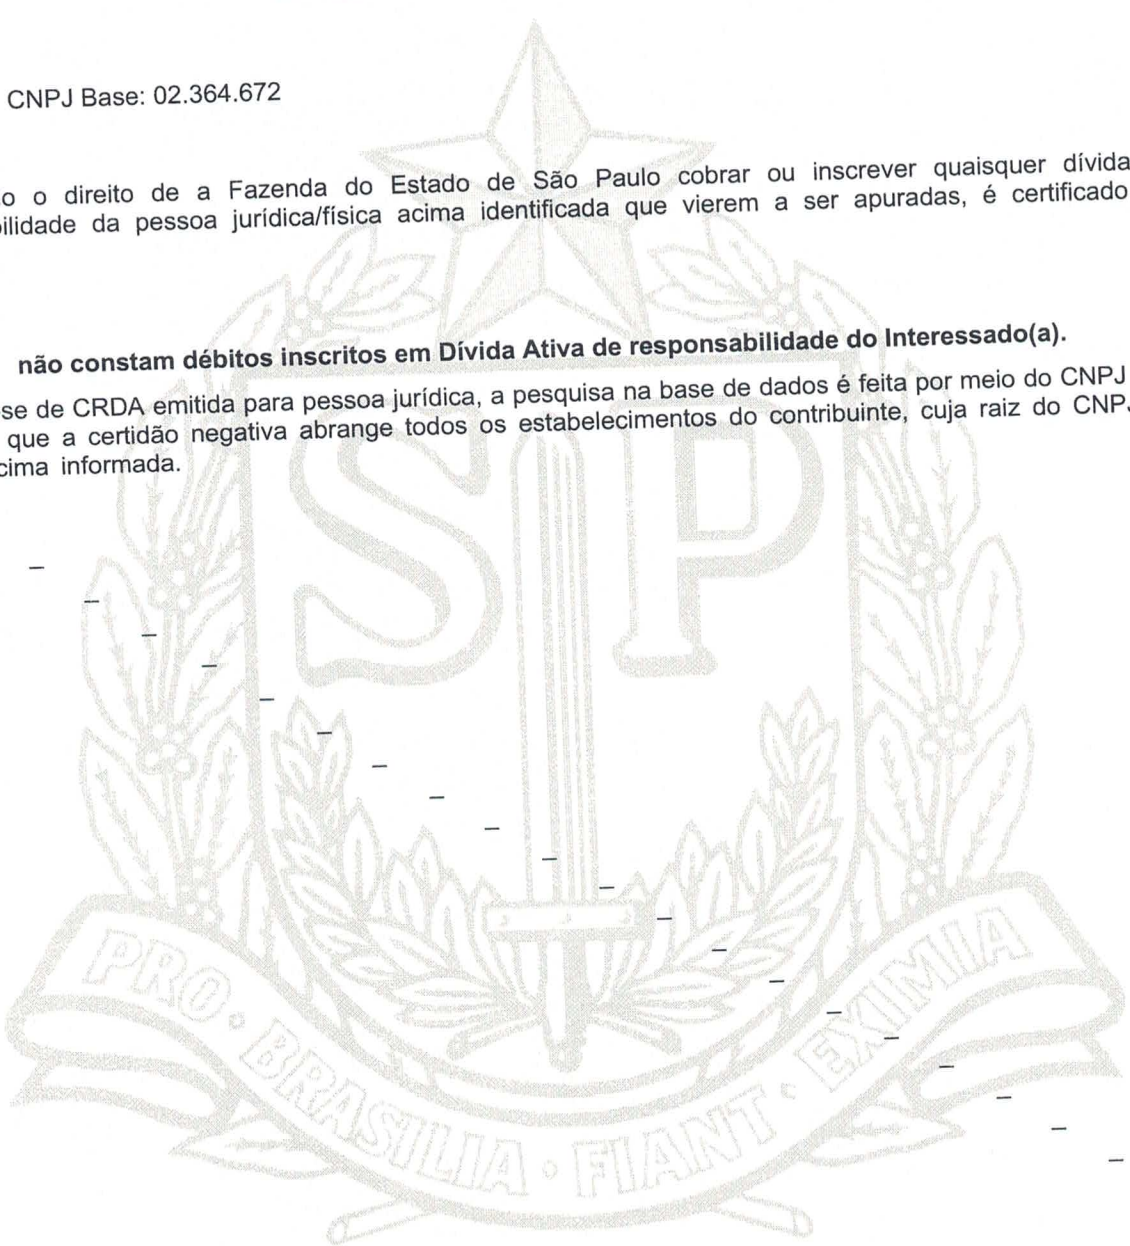 CNPJ Base: 02.364.672
o o direito de a Fazenda do Estado de São Paulo cobrar ou inscrever quaisquer dívida
ilidade da pessoa jurídica/física acima identificada que vierem a ser apuradas, é certificado
não constam débitos inscritos em Dívida Ativa de responsabilidade do Interessado(a).
se de CRDA emitida para pessoa jurídica, a pesquisa na base de dados é feita por meio do CNPJ
que a certidão negativa abrange todos os estabelecimentos do contribuinte, cuja raiz do CNPJ
cima informada.
SP
PRO • BRASILIA • FIANT • EXIMIA